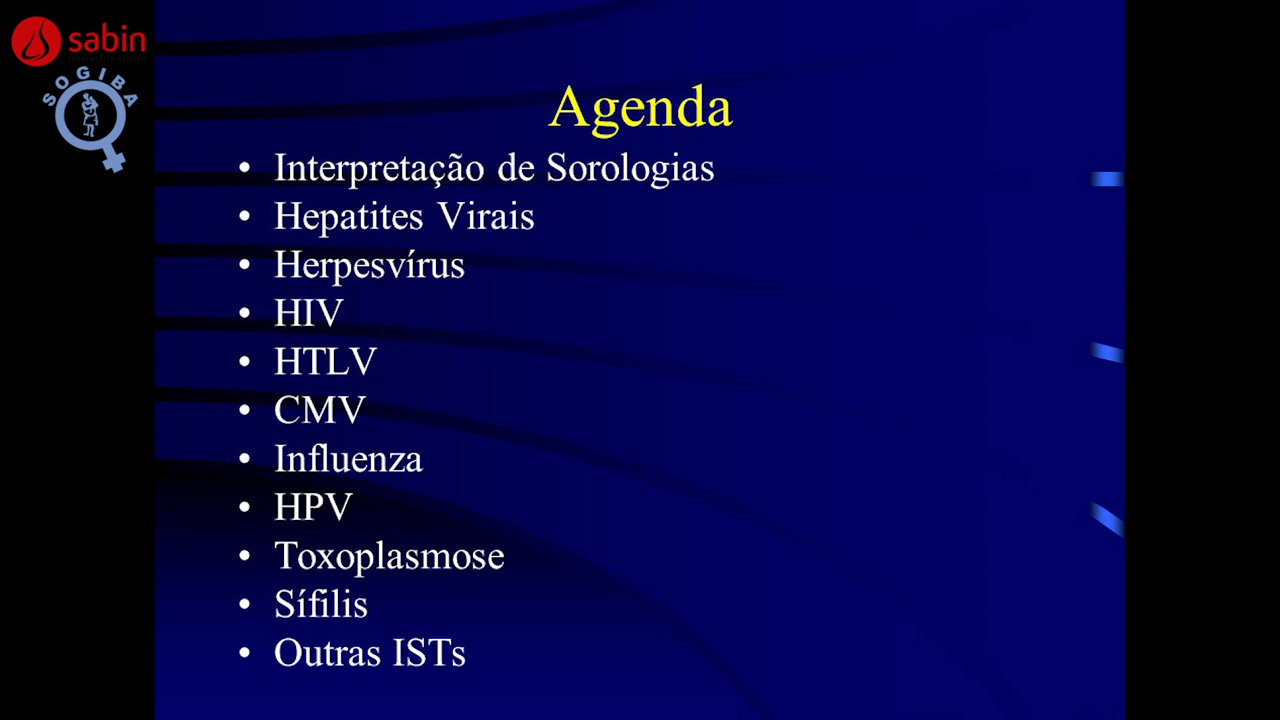 sabin
SOGIBA
Agenda
• Interpretação de Sorologias
• Hepatites Virais
• Herpesvírus
• HIV
• HTLV
• CMV
• Influenza
• HPV
• Toxoplasmose
• Sífilis
• Outras ISTs